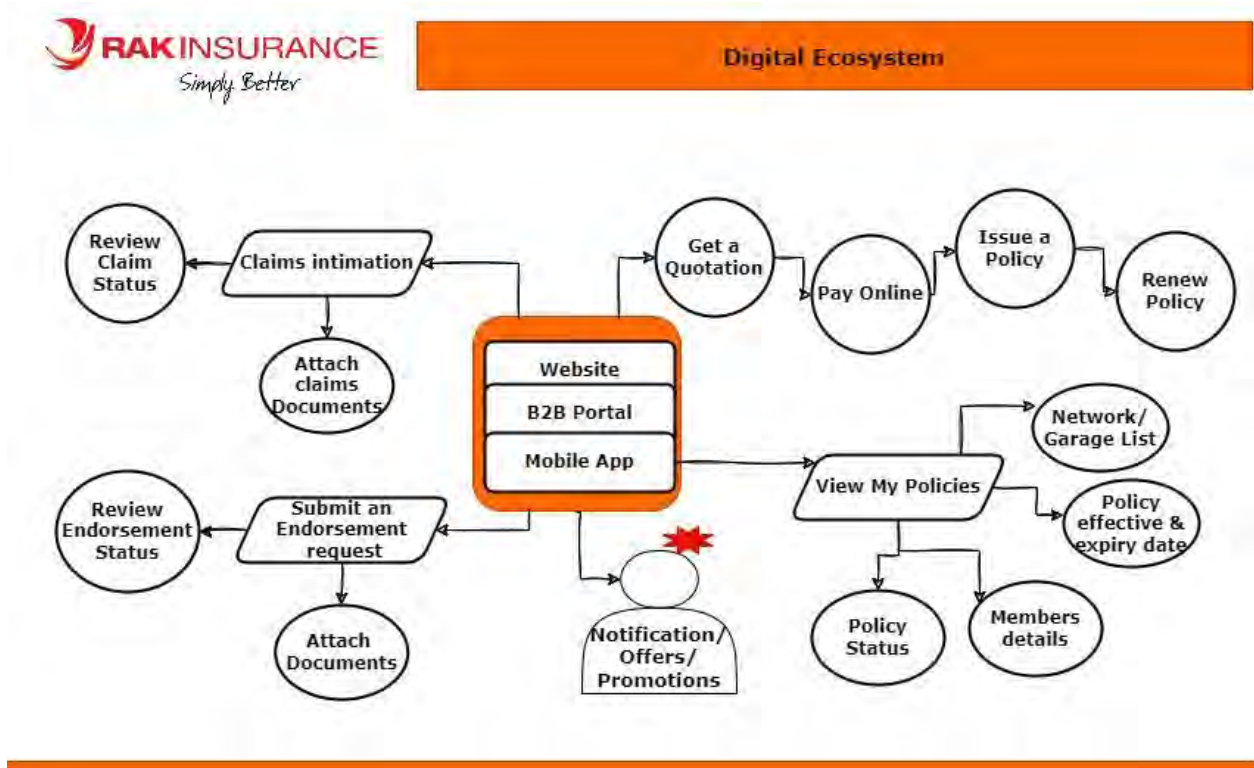 RAKINSURANCE
Simply Better
Digital Ecosystem
Review
Claim
Status
Claims intimation
Attach
claims
Documents
Get a
Quotation
Pay Online
Issue a
Policy
Renew
Policy
Website
B2B Portal
Mobile App
View My Policies
Network/
Garage List
Policy
effective &
expiry date
Policy
Status
Members
details
Review
Endorsement
Status
Submit an
Endorsement
request
Attach
Documents
Notification/
Offers/
Promotions